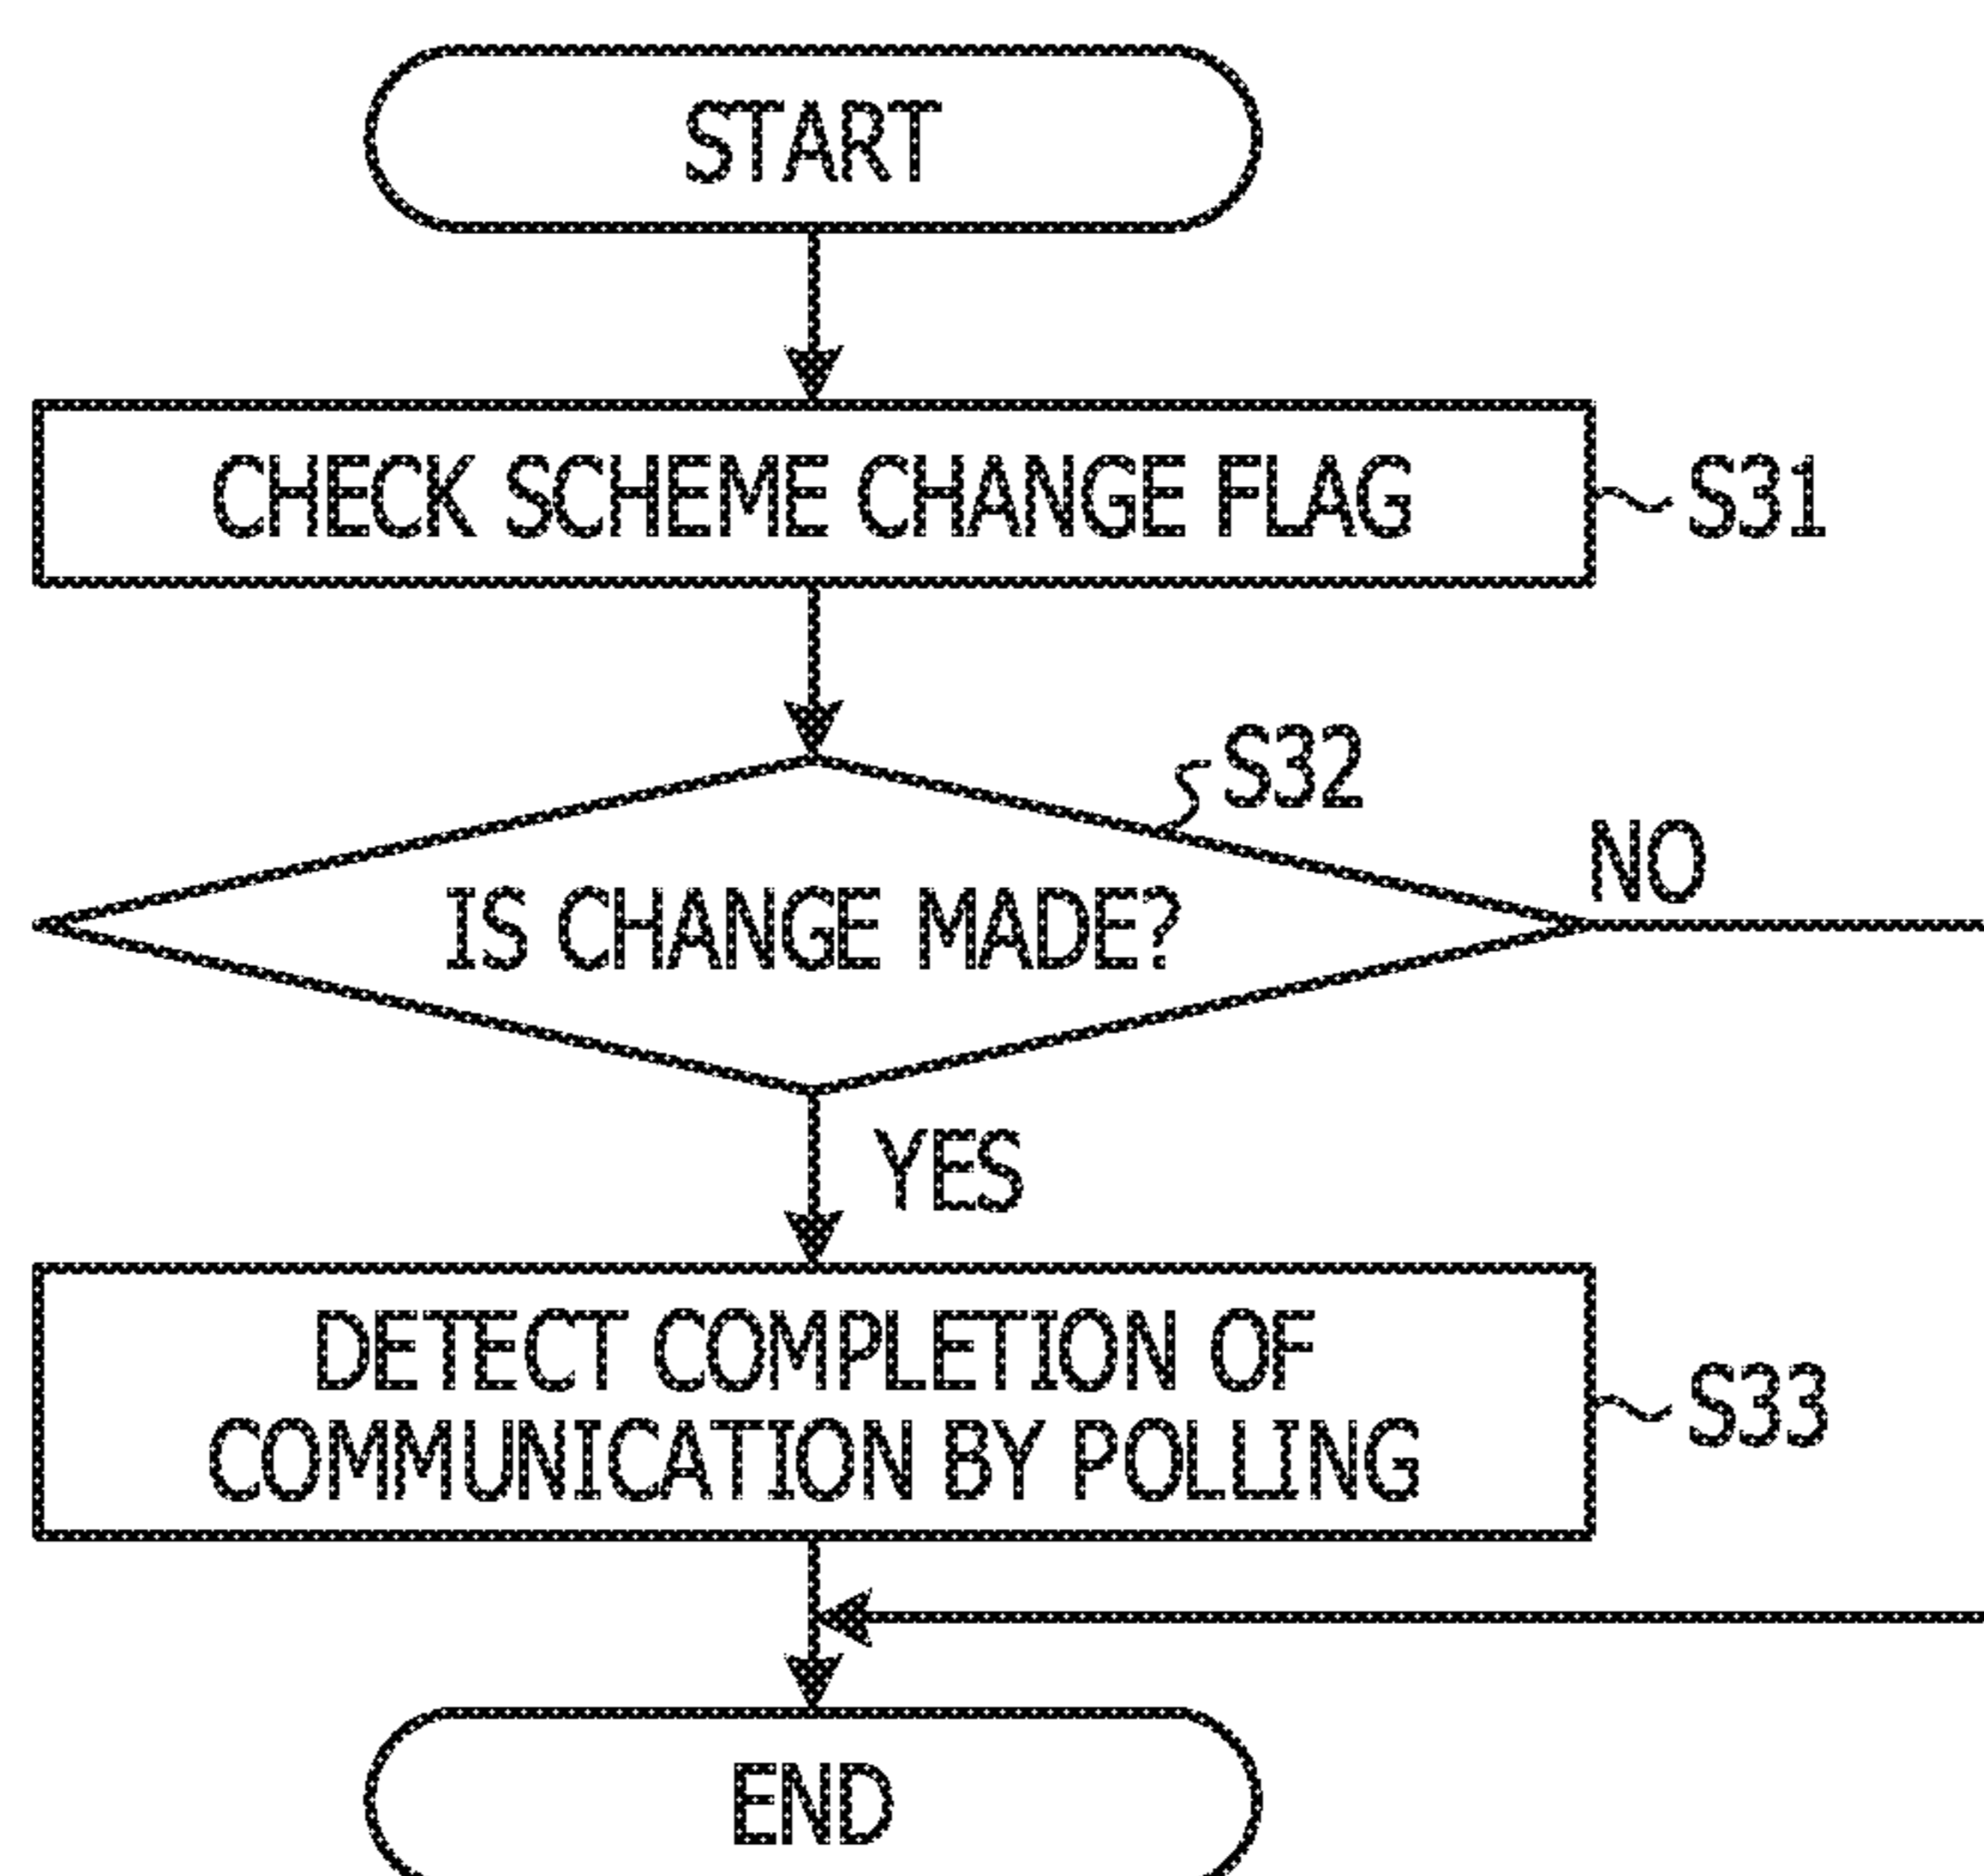 START
CHECK SCHEME CHANGE FLAG
S31
S32
NO
IS CHANGE MADE?
YES
DETECT COMPLETION OF
COMMUNICATION BY POLLING
S33
END